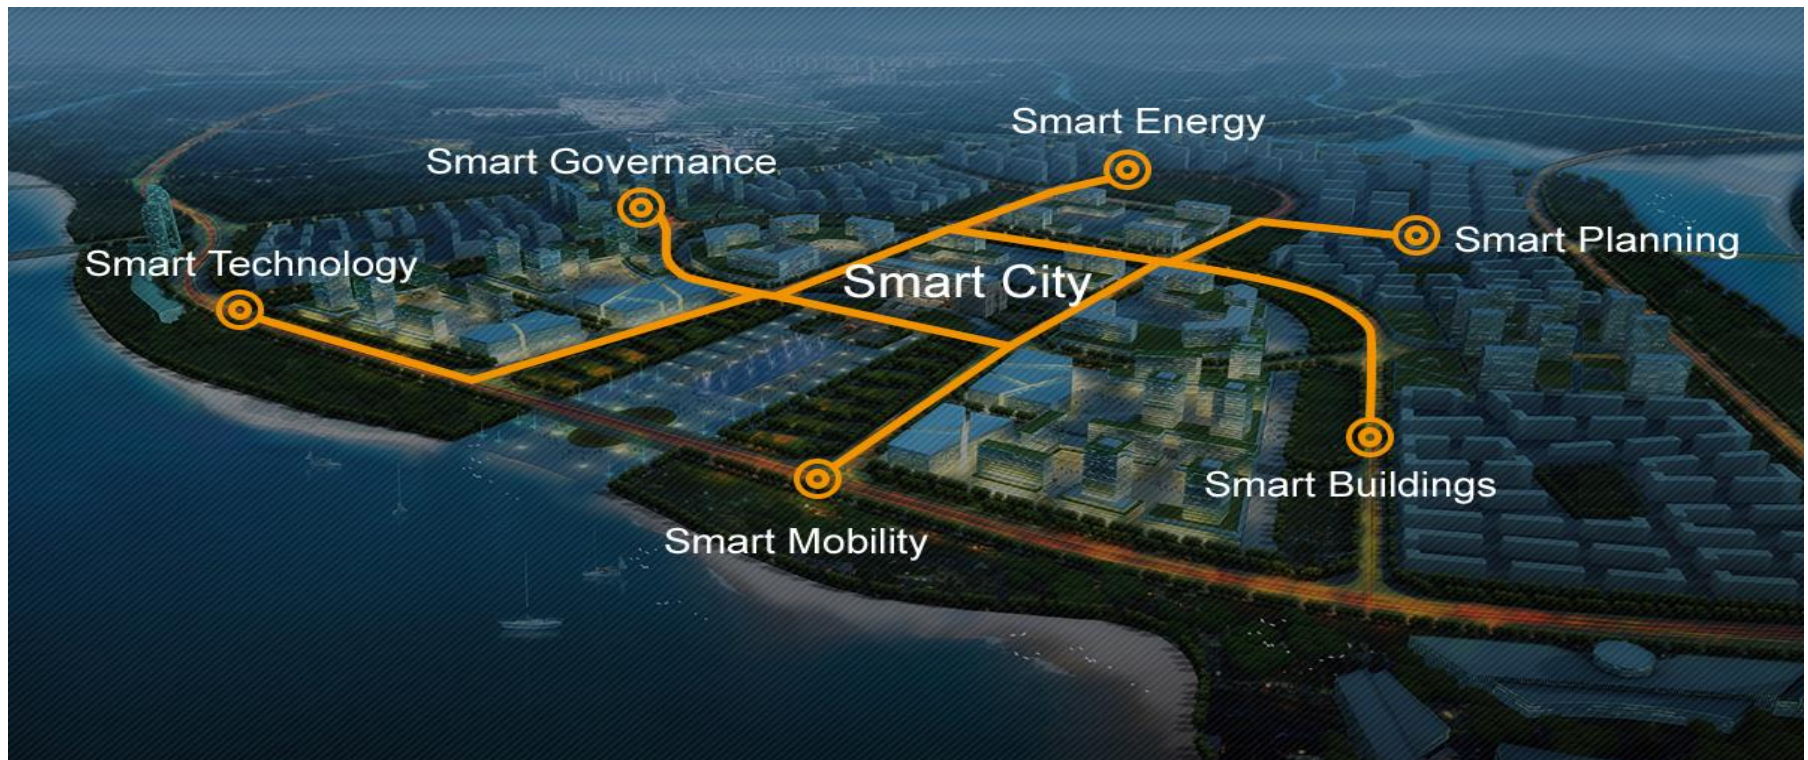 Smart Energy
Smart Governance
Smart Planning
Smart Technology
Smart City
Smart Buildings
Smart Mobility